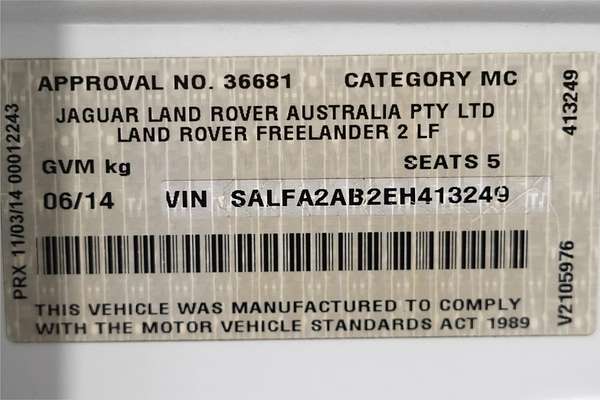 APPROVAL NO. 36681 CATEGORY MC
JAGUAR LAND ROVER AUSTRALIA PTY LTD
LAND ROVER FREELANDER 2 LF
GVM kg SEATS 5
06/14 VIN SALFA2AB2EH413249
THIS VEHICLE WAS MANUFACTURED TO COMPLY
WITH THE MOTOR VEHICLE STANDARDS ACT 1989
PRX 11/03/14 00012243
413249
V2105976